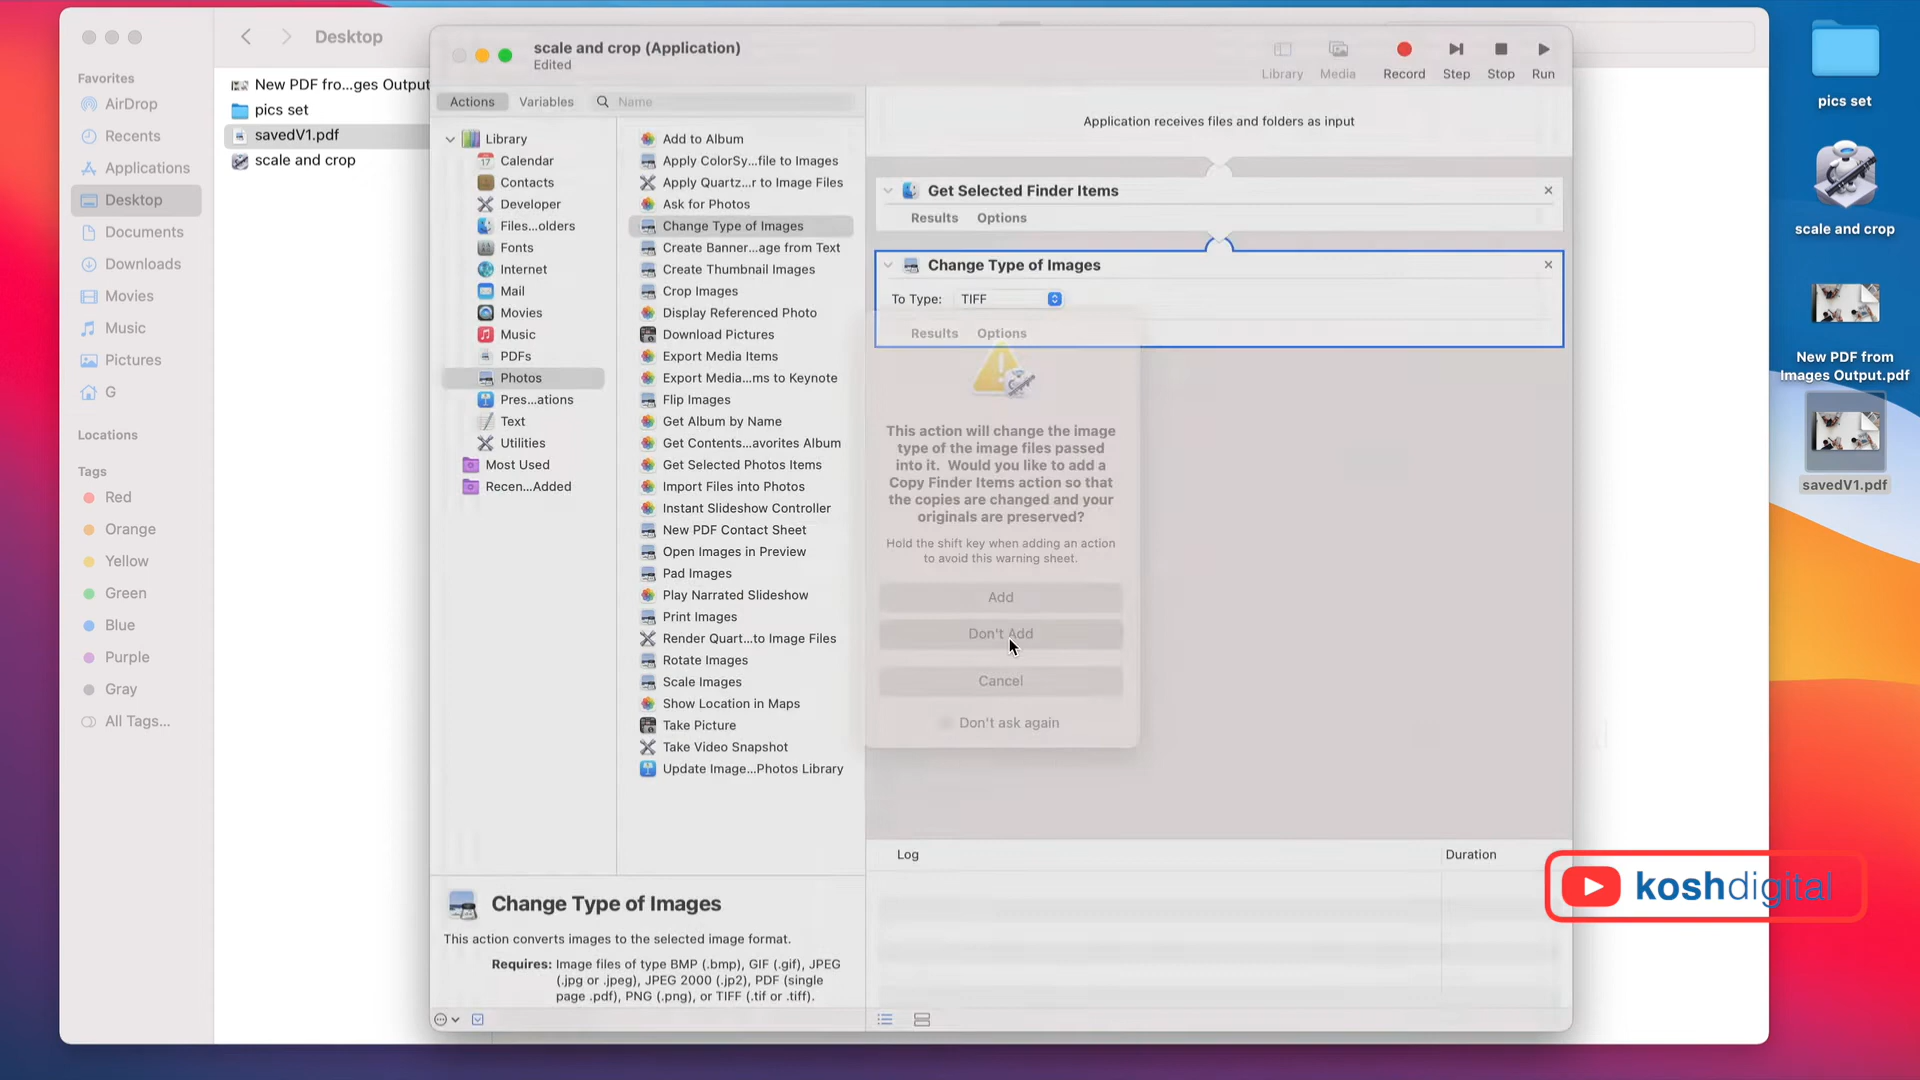 Desktop
Favorites
AirDrop
Recents
Applications
Desktop
Documents
Downloads
Movies
Music
Pictures
G
Locations
Tags
Red
Orange
Yellow
Green
Blue
Purple
Gray
All Tags...
New PDF fro...ges Output
pics set
savedV1.pdf
scale and crop
scale and crop (Application)
Edited
Library
Media
Record
Step
Stop
Run
Actions
Variables
Name
Library
Calendar
Contacts
Developer
Files...olders
Fonts
Internet
Mail
Movies
Music
PDFs
Photos
Pres...ations
Text
Utilities
Most Used
Recen...Added
Add to Album
Apply ColorSy...file to Images
Apply Quartz...r to Image Files
Ask for Photos
Change Type of Images
Create Banner...age from Text
Create Thumbnail Images
Crop Images
Display Referenced Photo
Download Pictures
Export Media Items
Export Media...ms to Keynote
Flip Images
Get Album by Name
Get Contents...avorites Album
Get Selected Photos Items
Import Files into Photos
Instant Slideshow Controller
New PDF Contact Sheet
Open Images in Preview
Pad Images
Play Narrated Slideshow
Print Images
Render Quart...to Image Files
Rotate Images
Scale Images
Show Location in Maps
Take Picture
Take Video Snapshot
Update Image...Photos Library
Change Type of Images
This action converts images to the selected image format.
Requires: Image files of type BMP (.bmp), GIF (.gif), JPEG
(.jpg or .jpeg), JPEG 2000 (.jp2), PDF (single
page .pdf), PNG (.png), or TIFF (.tif or .tiff).
Application receives files and folders as input
Get Selected Finder Items
Results
Options
Change Type of Images
To Type:
TIFF
Results
Options
This action will change the image
type of the image files passed
into it. Would you like to add a
Copy Finder Items action so that
the copies are changed and your
originals are preserved?
Hold the shift key when adding an action
to avoid this warning sheet.
Add
Don't Add
Cancel
Don't ask again
Log
Duration
pics set
scale and crop
New PDF from
Images Output.pdf
savedV1.pdf
koshdigital